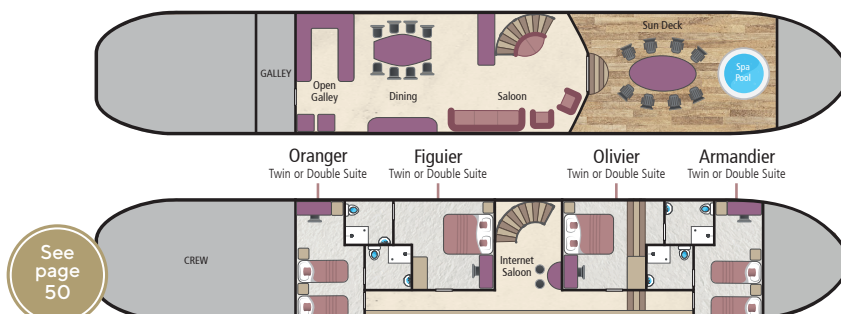 Sun Deck
GALLEY
Open
Galley
Dining
Saloon
Spa
Pool
Oranger
Twin or Double Suite
Figuier
Twin or Double Suite
Olivier
Twin or Double Suite
Armandier
Twin or Double Suite
See
page
50
CREW
Internet
Saloon